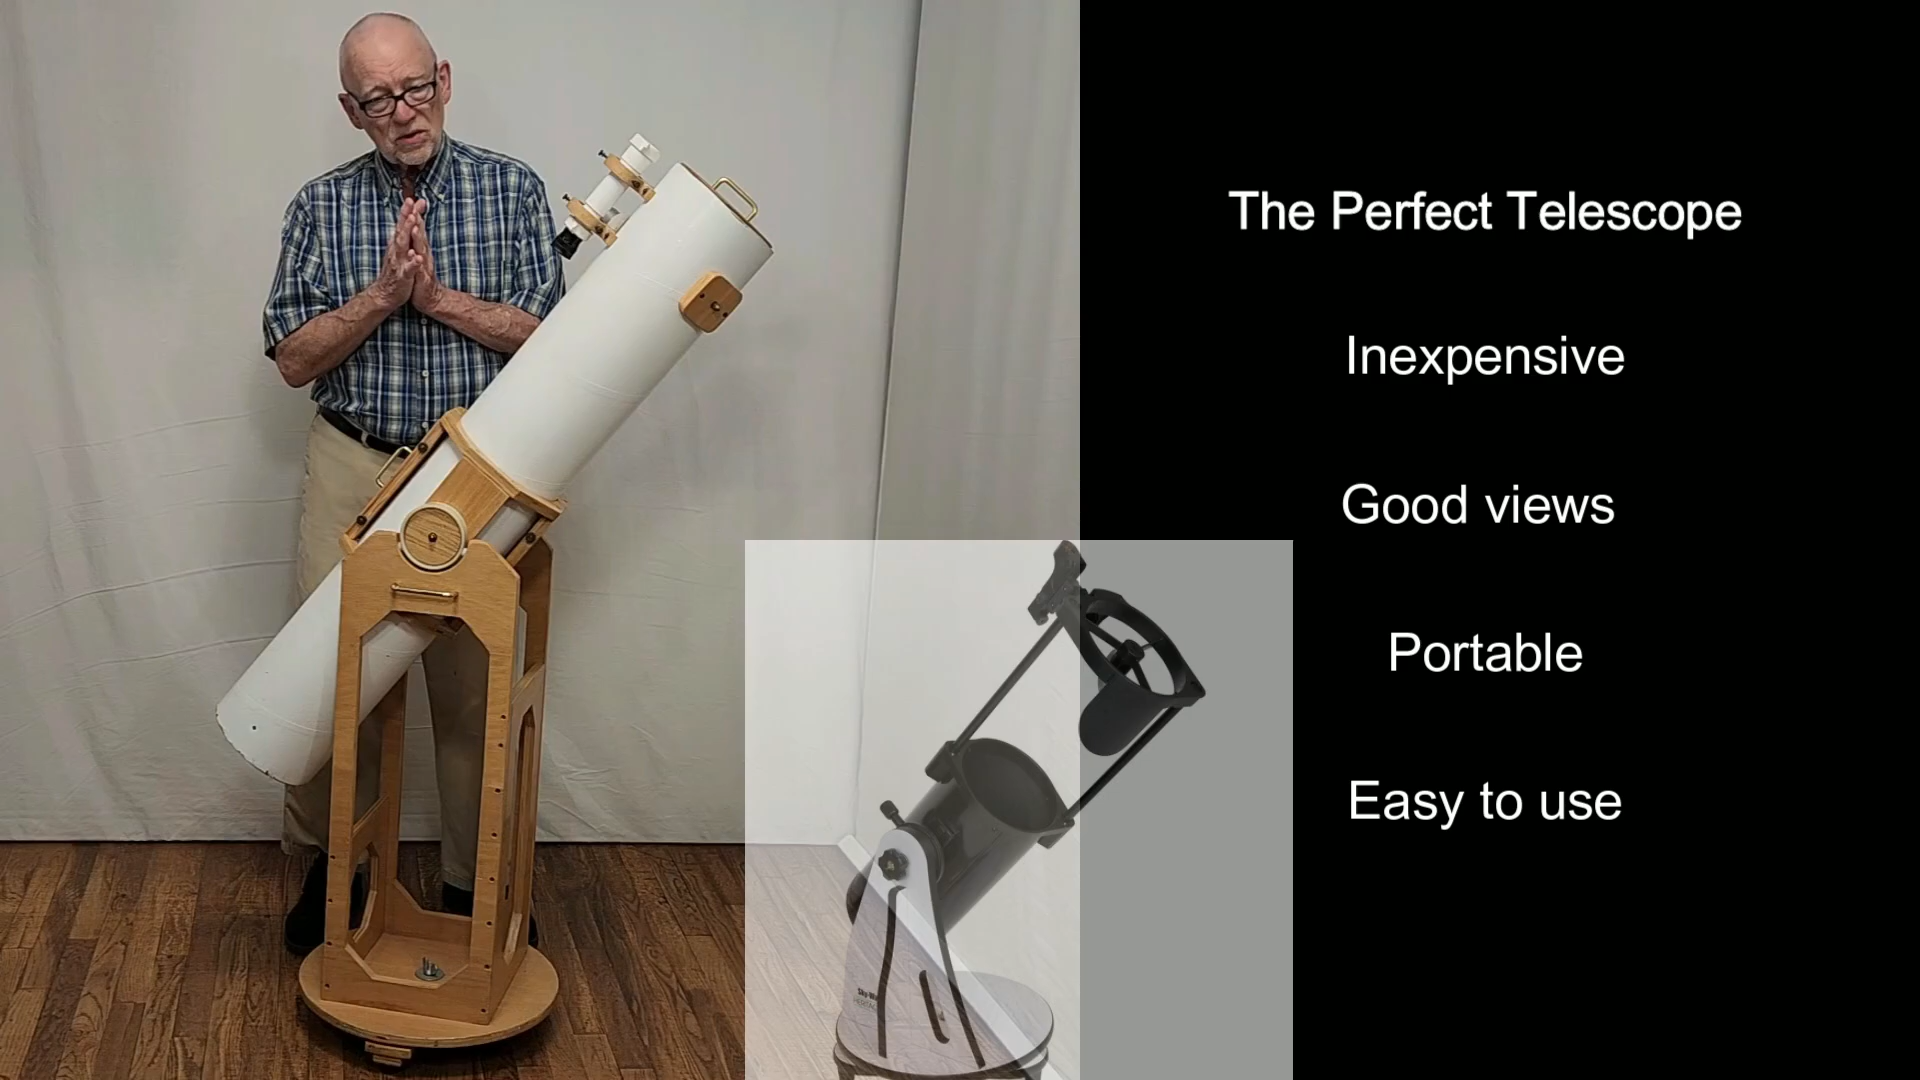 The Perfect Telescope
Inexpensive
Good views
Portable
Easy to use